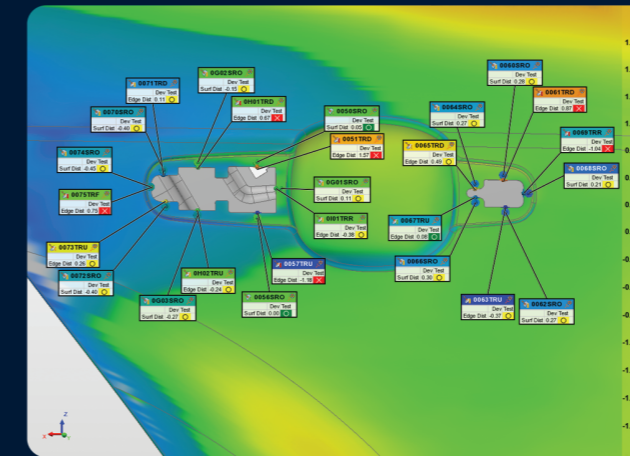 0G02SRO
Dev Test
Surf Dist -0.15
0071TRD
Dev Test
Edge Dist 0.11
0H01TRD
Dev Test
Edge Dist 0.67
0070SRO
Dev Test
Surf Dist -0.40
0050SRO
Dev Test
Surf Dist 0.05
0051TRD
Dev Test
Edge Dist 1.57
0074SRO
Dev Test
Surf Dist -0.45
0075TRF
Dev Test
Edge Dist 0.75
0G01SRO
Dev Test
Surf Dist 0.11
0I01TRR
Dev Test
Edge Dist -0.36
0073TRU
Dev Test
Edge Dist 0.26
0072SRO
Dev Test
Surf Dist -0.40
0H02TRU
Dev Test
Edge Dist -0.24
0G03SRO
Dev Test
Surf Dist -0.27
0057TRU
Dev Test
Edge Dist -1.16
0056SRO
Dev Test
Surf Dist 0.00
0060SRO
Dev Test
Surf Dist 0.26
0061TRD
Dev Test
Edge Dist 0.87
0064SRO
Dev Test
Surf Dist 0.27
0065TRD
Dev Test
Edge Dist 0.49
0069TRR
Dev Test
Edge Dist -1.04
0068SRO
Dev Test
Surf Dist 0.21
0067TRU
Dev Test
Edge Dist 0.08
0066SRO
Dev Test
Surf Dist 0.30
0063TRU
Dev Test
Edge Dist -0.37
0062SRO
Dev Test
Surf Dist 0.27
Z
X
Y